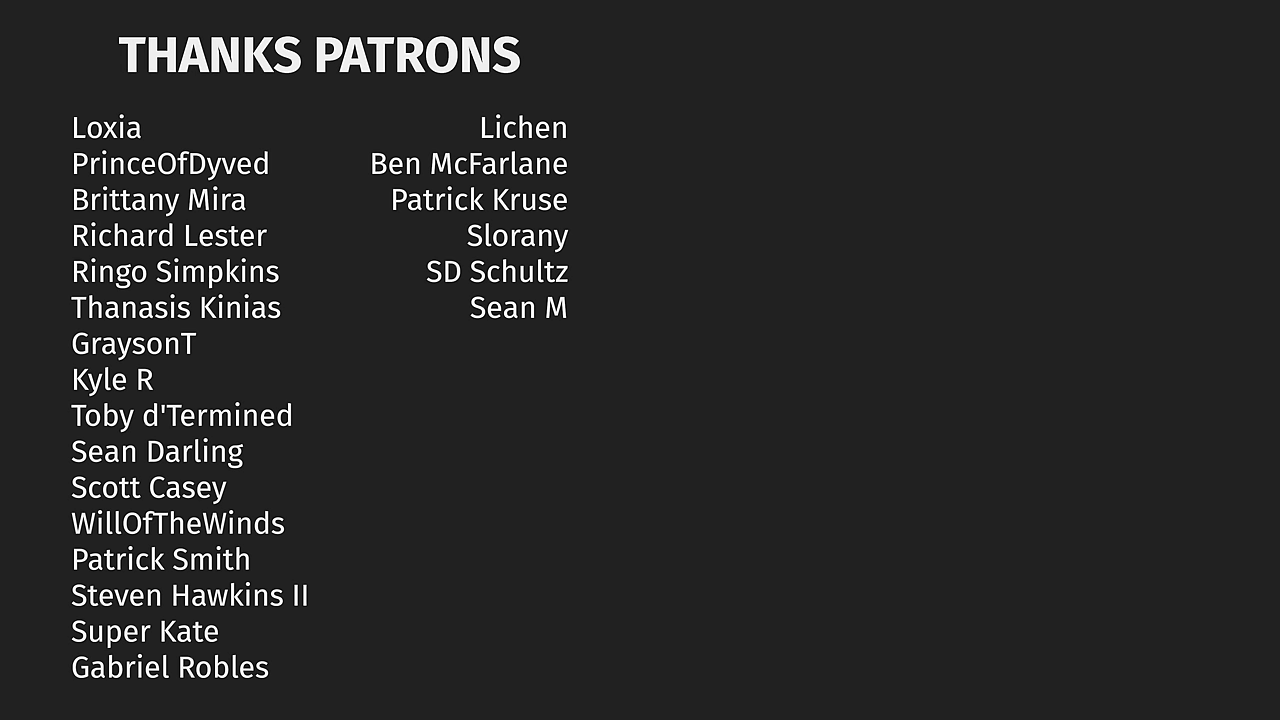 THANKS PATRONS
Loxia
PrinceOfDyved
Brittany Mira
Richard Lester
Ringo Simpkins
Thanasis Kinias
GraysonT
Kyle R
Toby d'Termined
Sean Darling
Scott Casey
WillOfTheWinds
Patrick Smith
Steven Hawkins II
Super Kate
Gabriel Robles
Lichen
Ben McFarlane
Patrick Kruse
Slorany
SD Schultz
Sean M